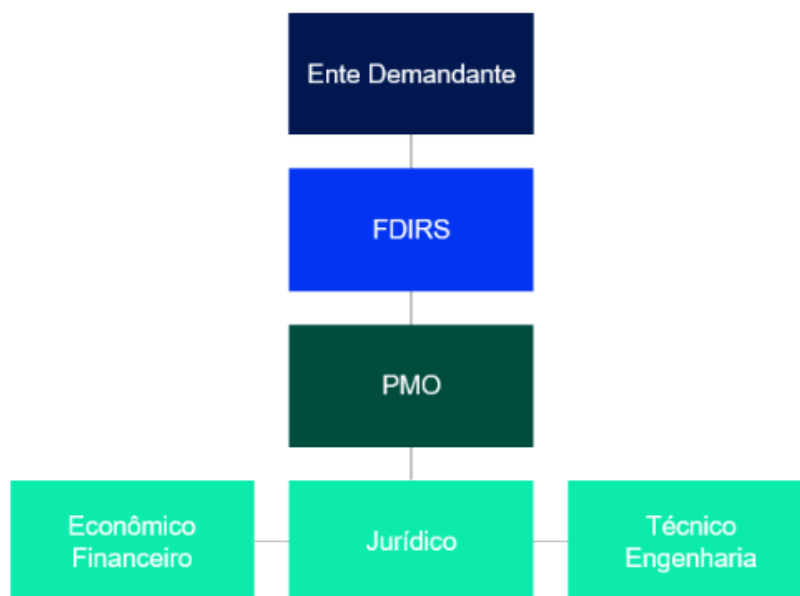 Ente Demandante
FDIRS
PMO
Econômico
Financeiro
Jurídico
Técnico
Engenharia